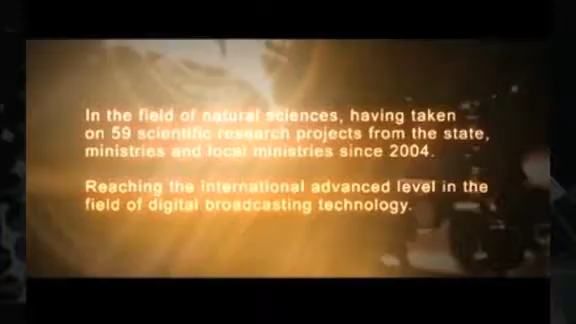 In the field of natural sciences, having taken
on 59 scientific research projects from the state,
ministries and local ministries since 2004.
Reaching the international advanced level in the
field of digital broadcasting technology.